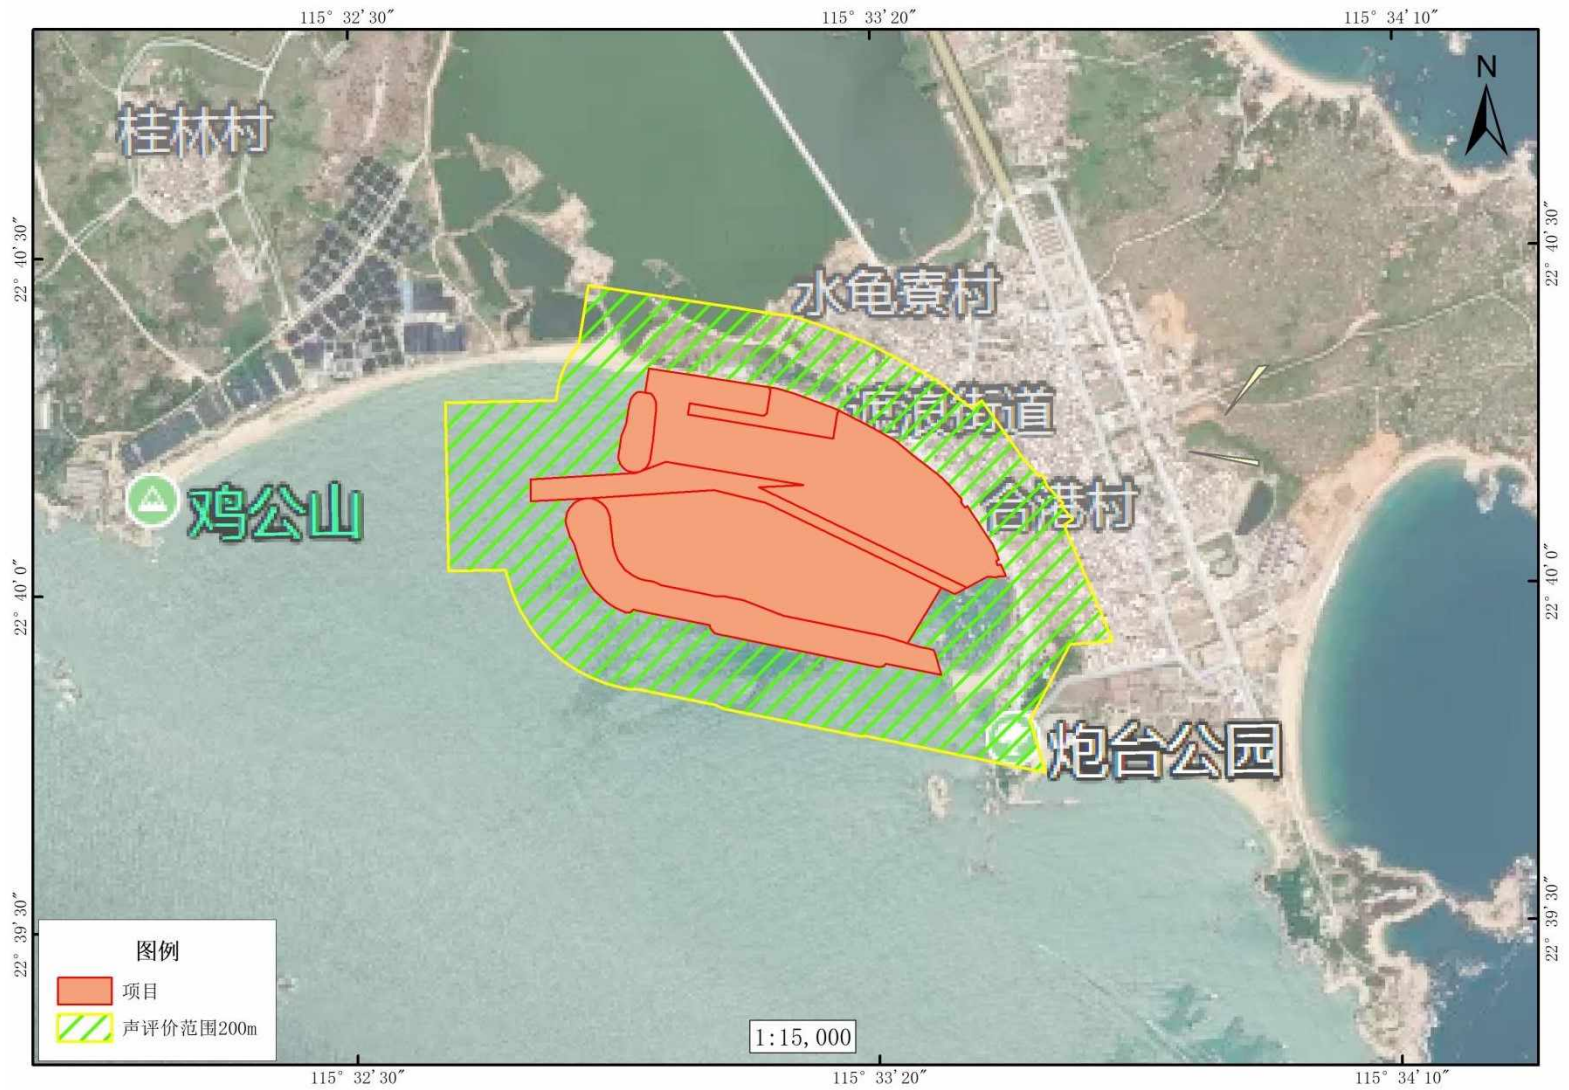 115° 32′30″
115° 33′20″
115° 34′10″
N
桂林村
22° 40′30″
22° 40′30″
水龟寮村
街道
港村
鸡公山
22° 40′0″
22° 40′0″
炮台公园
22° 39′30″
22° 39′30″
图例
项目
声评价范围200m
1:15,000
115° 32′30″
115° 33′20″
115° 34′10″